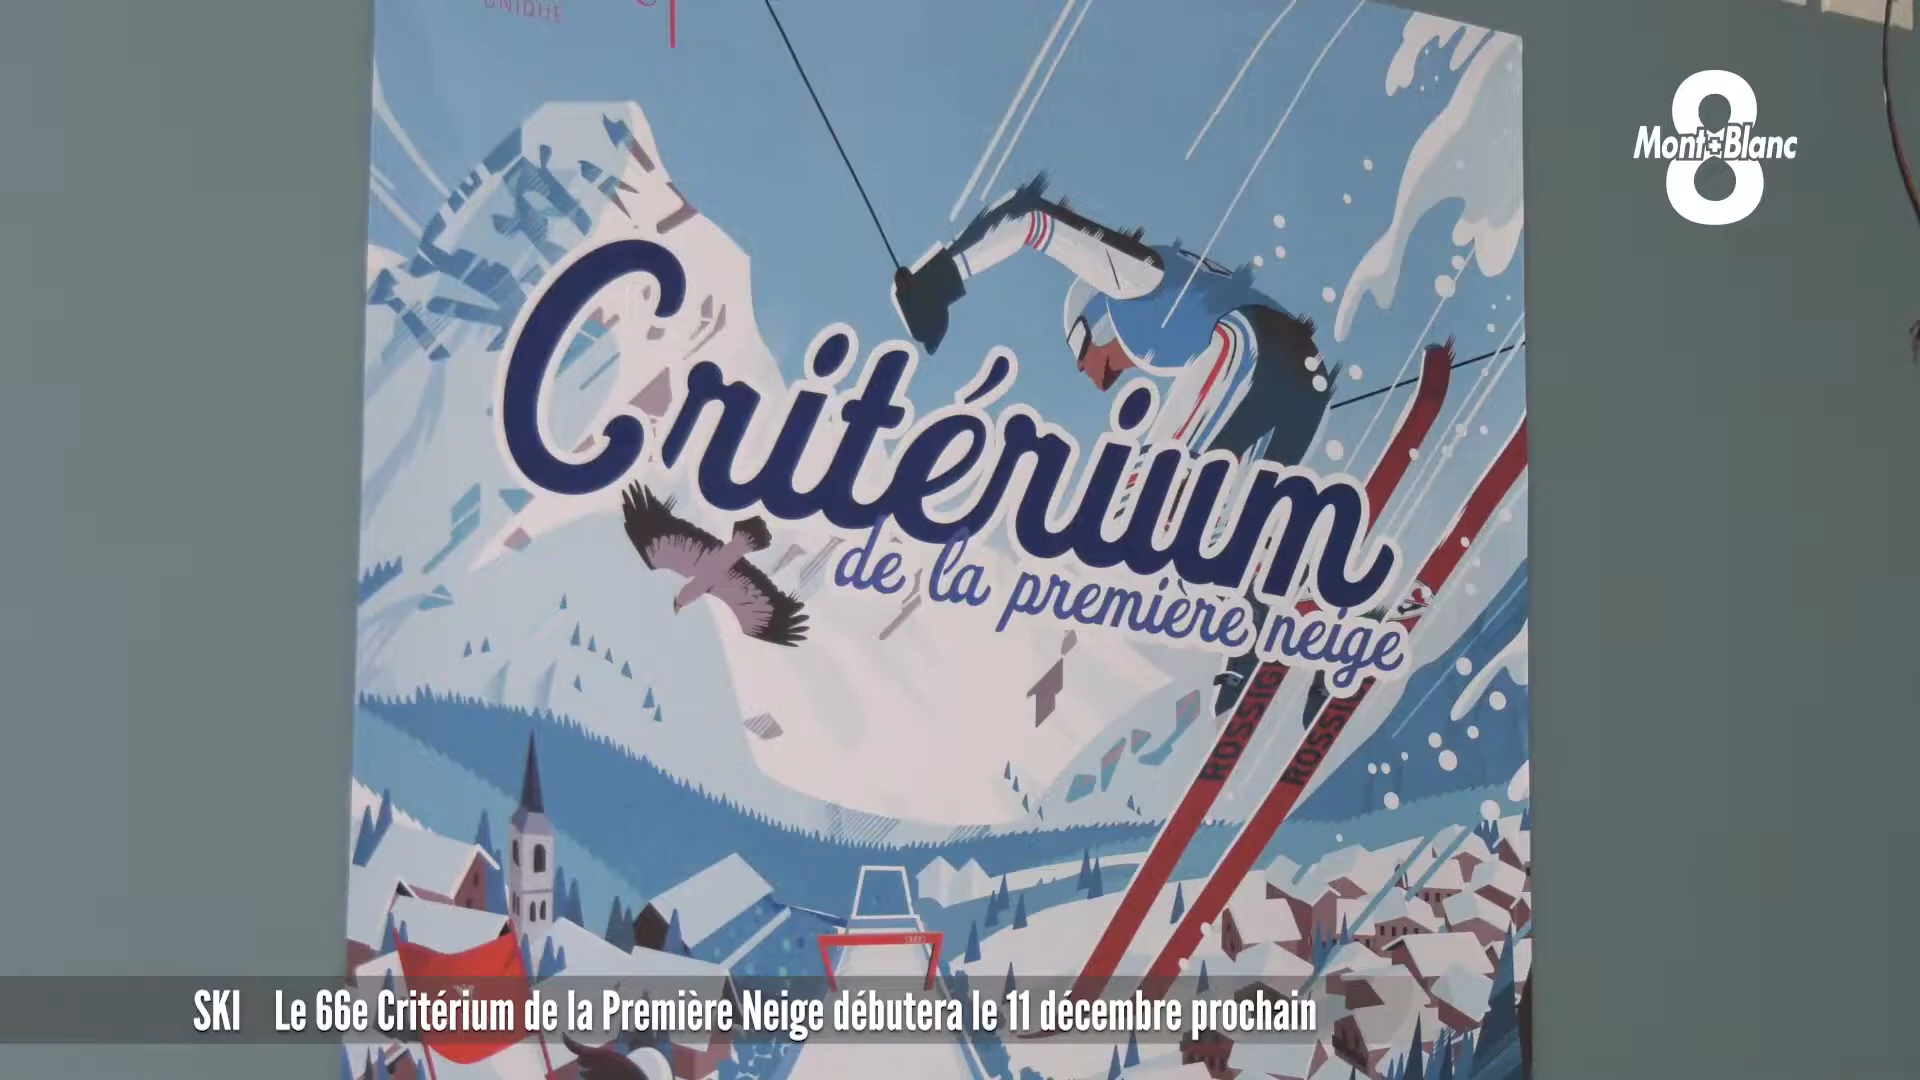 UNIQUE
8
Mont Blanc
Critérium
de la première neige
ROSSIG
ROSSIG
SKI Le 66e Critérium de la Première Neige débutera le 11 décembre prochain